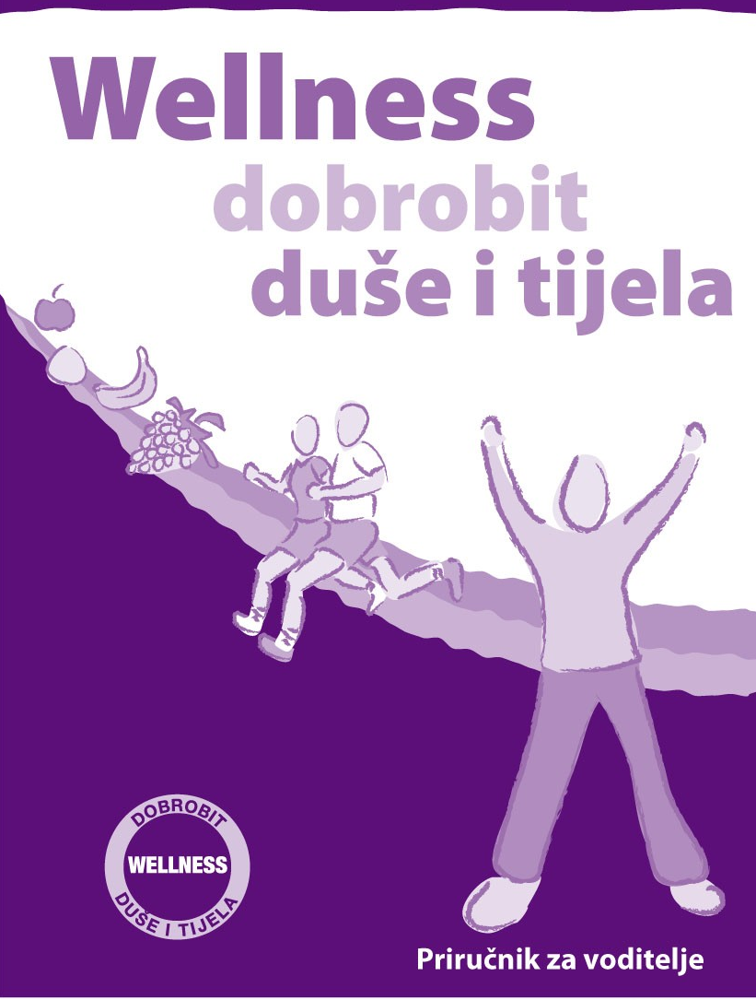 Wellness
dobrobit
duše i tijela
DOBROBIT
WELLNESS
DUŠE I TIJELA
Priručnik za voditelje